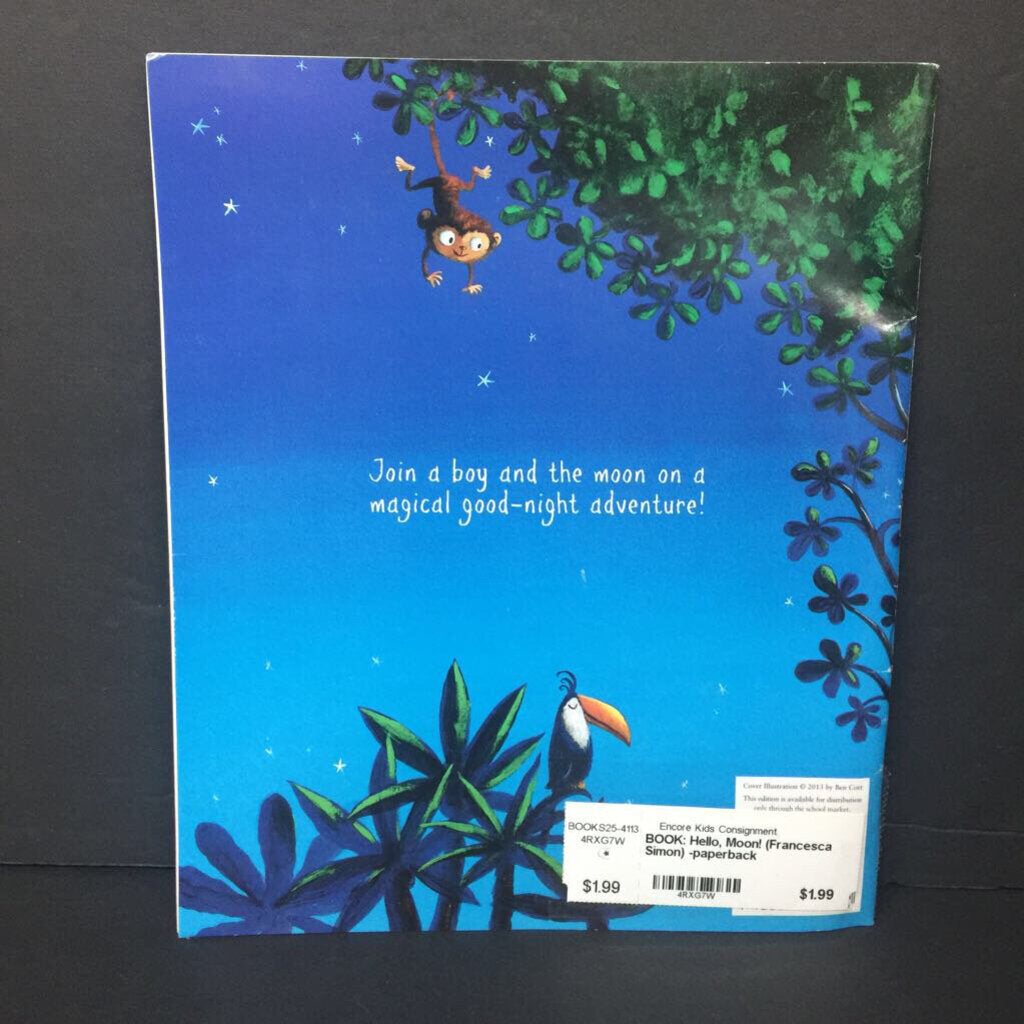 Join a boy and the moon on a
magical good-night adventure!
Cover Illustration © 2013 by Ben Cort
This edition is available for distribution
only through the school market.
BOOKS25-4113
4RXG7W
$1.99
Encore Kids Consignment
BOOK: Hello, Moon! (Francesca
Simon) -paperback
4RXG7W
$1.99